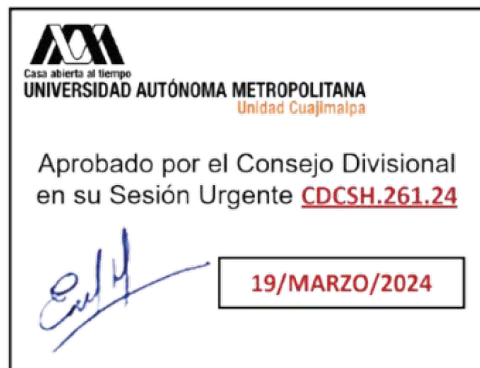 Casa abierta al tiempo
UNIVERSIDAD AUTÓNOMA METROPOLITANA
Unidad Cuajimalpa
Aprobado por el Consejo Divisional
en su Sesión Urgente CDCSH.261.24
19/MARZO/2024